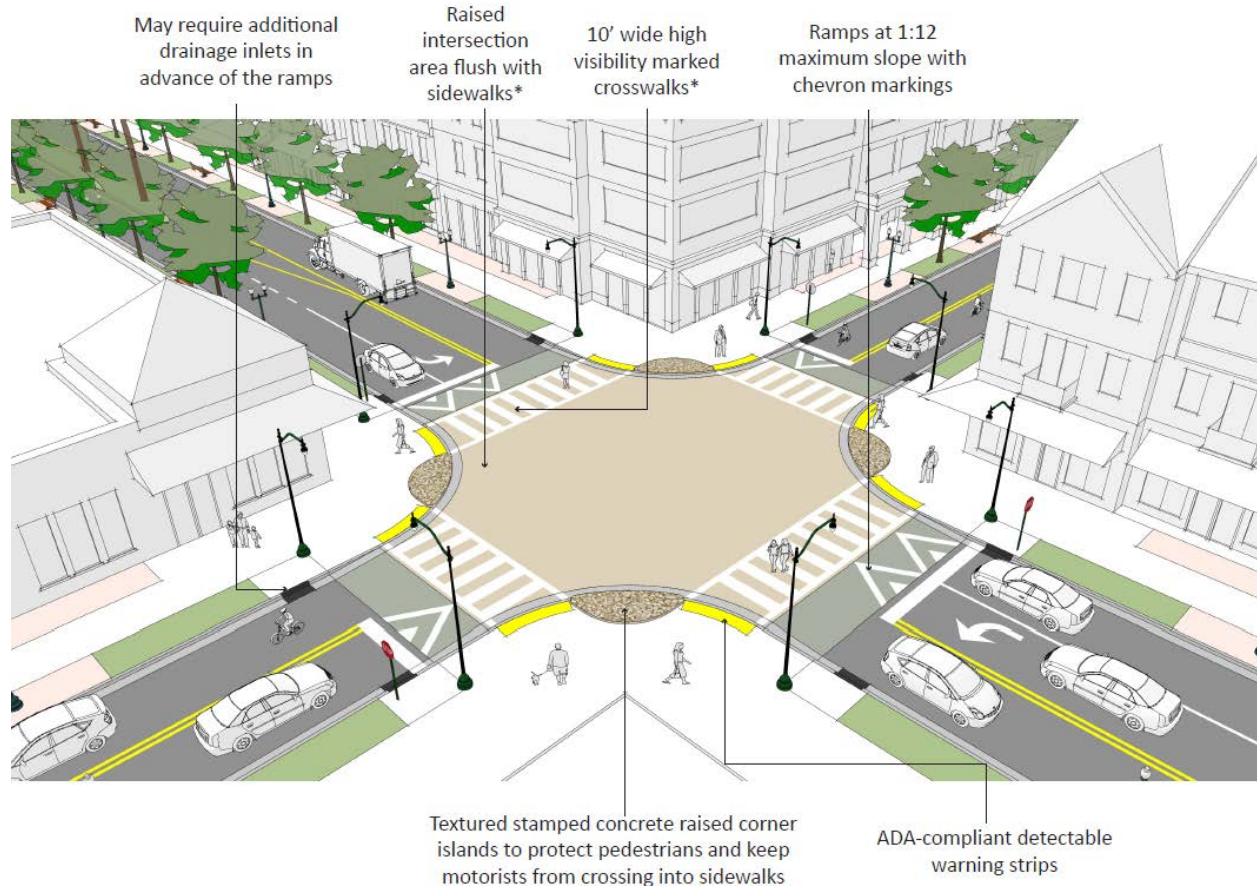 May require additional
drainage inlets in
advance of the ramps
Raised
intersection
area flush with
sidewalks*
10’ wide high
visibility marked
crosswalks*
Ramps at 1:12
maximum slope with
chevron markings
Textured stamped concrete raised corner
islands to protect pedestrians and keep
motorists from crossing into sidewalks
ADA-compliant detectable
warning strips